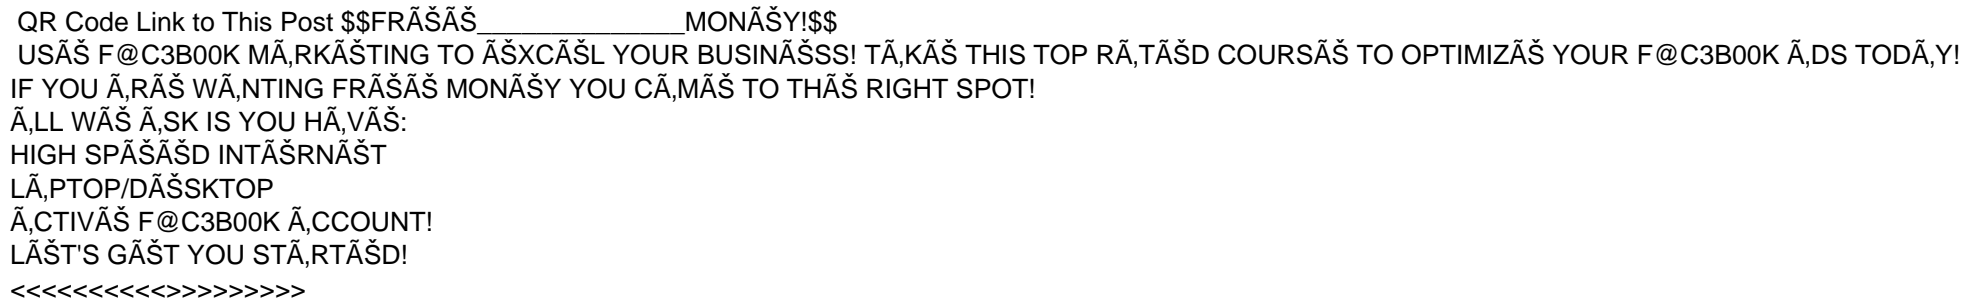 QR Code Link to This Post $$FRÃŠÃŠ______________MONÃŠY!$$
USÃŠ F@C3B00K MÃ‚RKÃŠTING TO ÃŠXCÃŠL YOUR BUSINÃŠSS! TÃ‚KÃŠ THIS TOP RÃ‚TÃŠD COURSÃŠ TO OPTIMIZÃŠ YOUR F@C3B00K Ã‚DS TODÃ‚Y!
IF YOU Ã‚RÃŠ WÃ‚NTING FRÃŠÃŠ MONÃŠY YOU CÃ‚MÃŠ TO THÃŠ RIGHT SPOT!
Ã‚LL WÃŠ Ã‚SK IS YOU HÃ‚VÃŠ:
HIGH SPÃŠÃŠD INTÃŠRNÃŠT
LÃ‚PTOP/DÃŠSKTOP
Ã‚CTIVÃŠ F@C3B00K Ã‚CCOUNT!
LÃŠT'S GÃŠT YOU STÃ‚RTÃŠD!
<<<<<<<<<<>>>>>>>>>